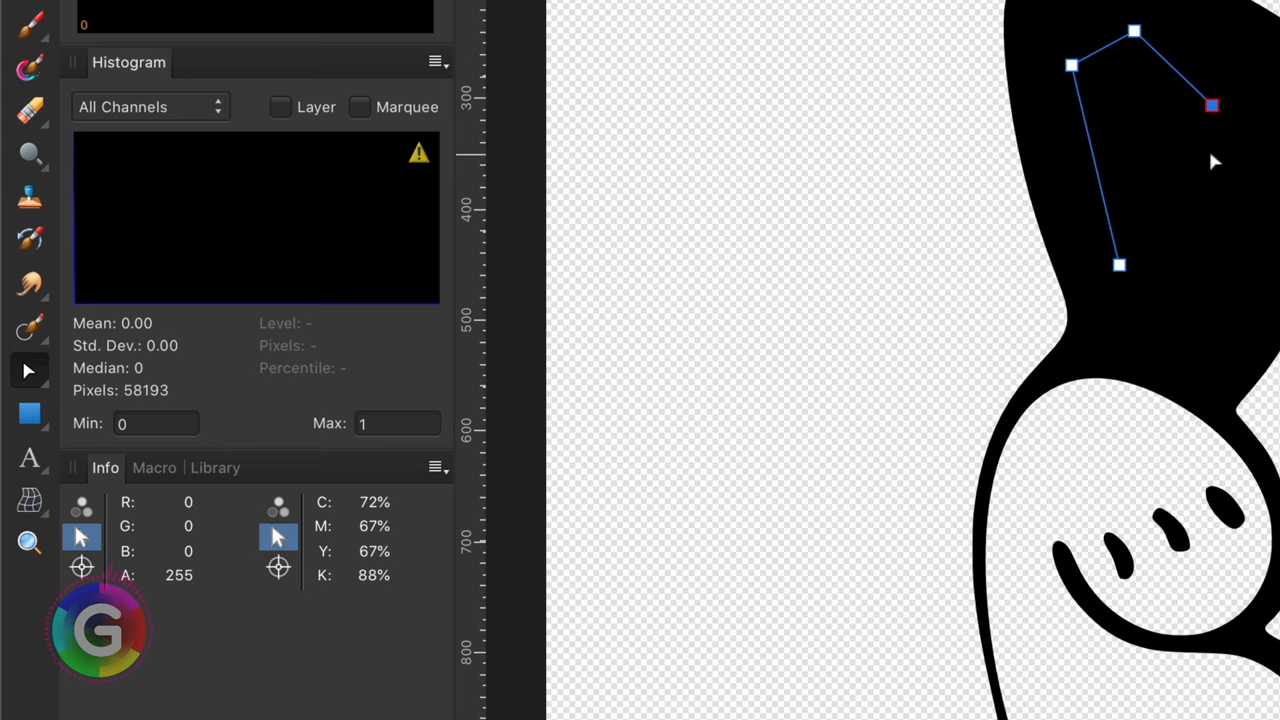 0
Histogram
All Channels Layer Marquee
Mean: 0.00 Level: -
Std. Dev.: 0.00 Pixels: -
Median: 0 Percentile: -
Pixels: 58193
Min: 0 Max: 1
Info Macro Library
R: 0 C: 72%
G: 0 M: 67%
B: 0 Y: 67%
A: 255 K: 88%
G
A
300
400
500
600
700
800